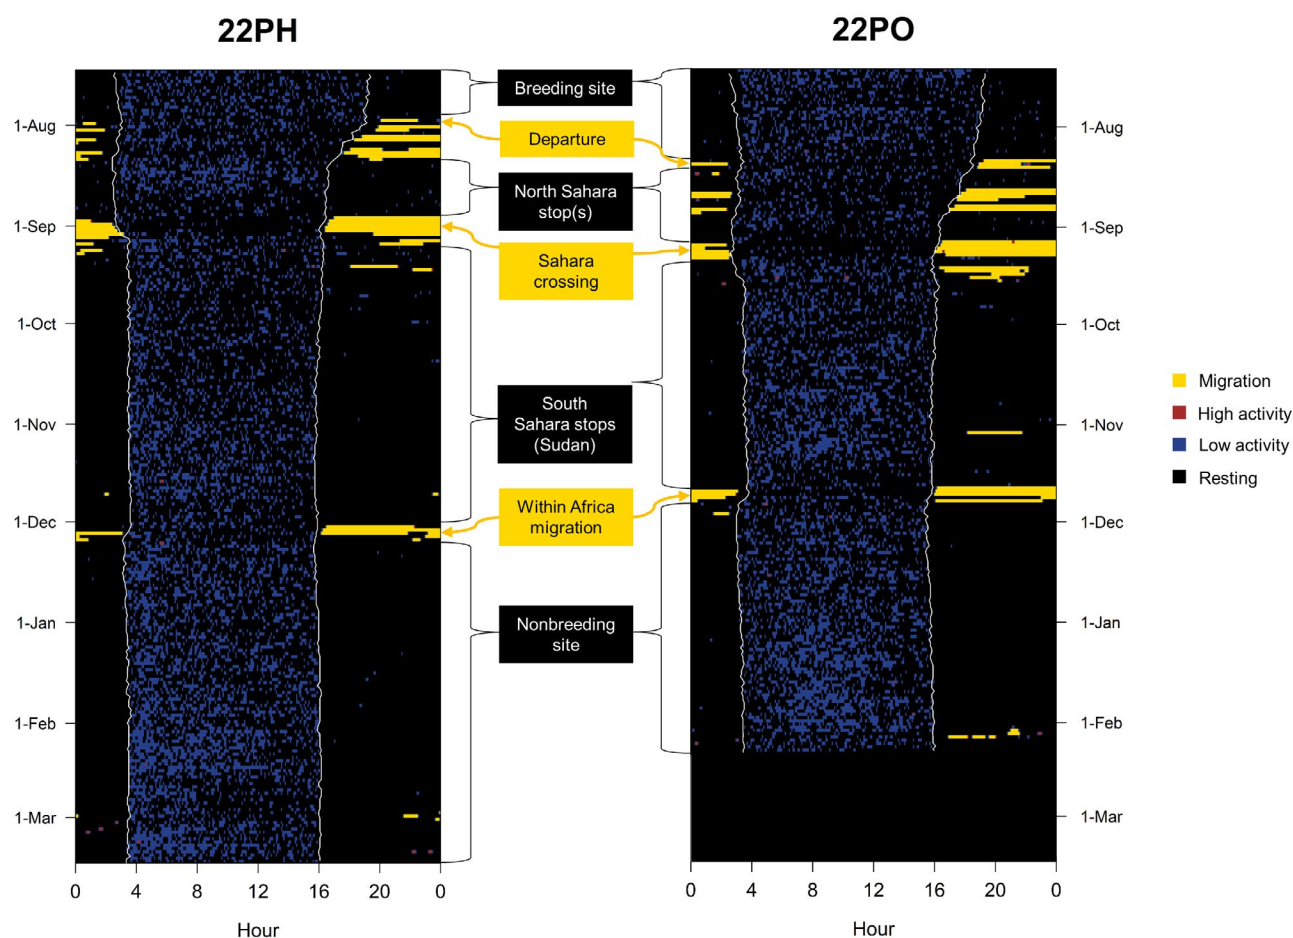 22PH
22PO
Breeding site
Departure
North Sahara
stop(s)
Sahara
crossing
South
Sahara stops
(Sudan)
Within Africa
migration
Nonbreeding
site
1-Aug
1-Sep
1-Oct
1-Nov
1-Dec
1-Jan
1-Feb
1-Mar
0 4 8 12 16 20 0
Hour
1-Aug
1-Sep
1-Oct
1-Nov
1-Dec
1-Jan
1-Feb
1-Mar
0 4 8 12 16 20 0
Hour
Migration
High activity
Low activity
Resting